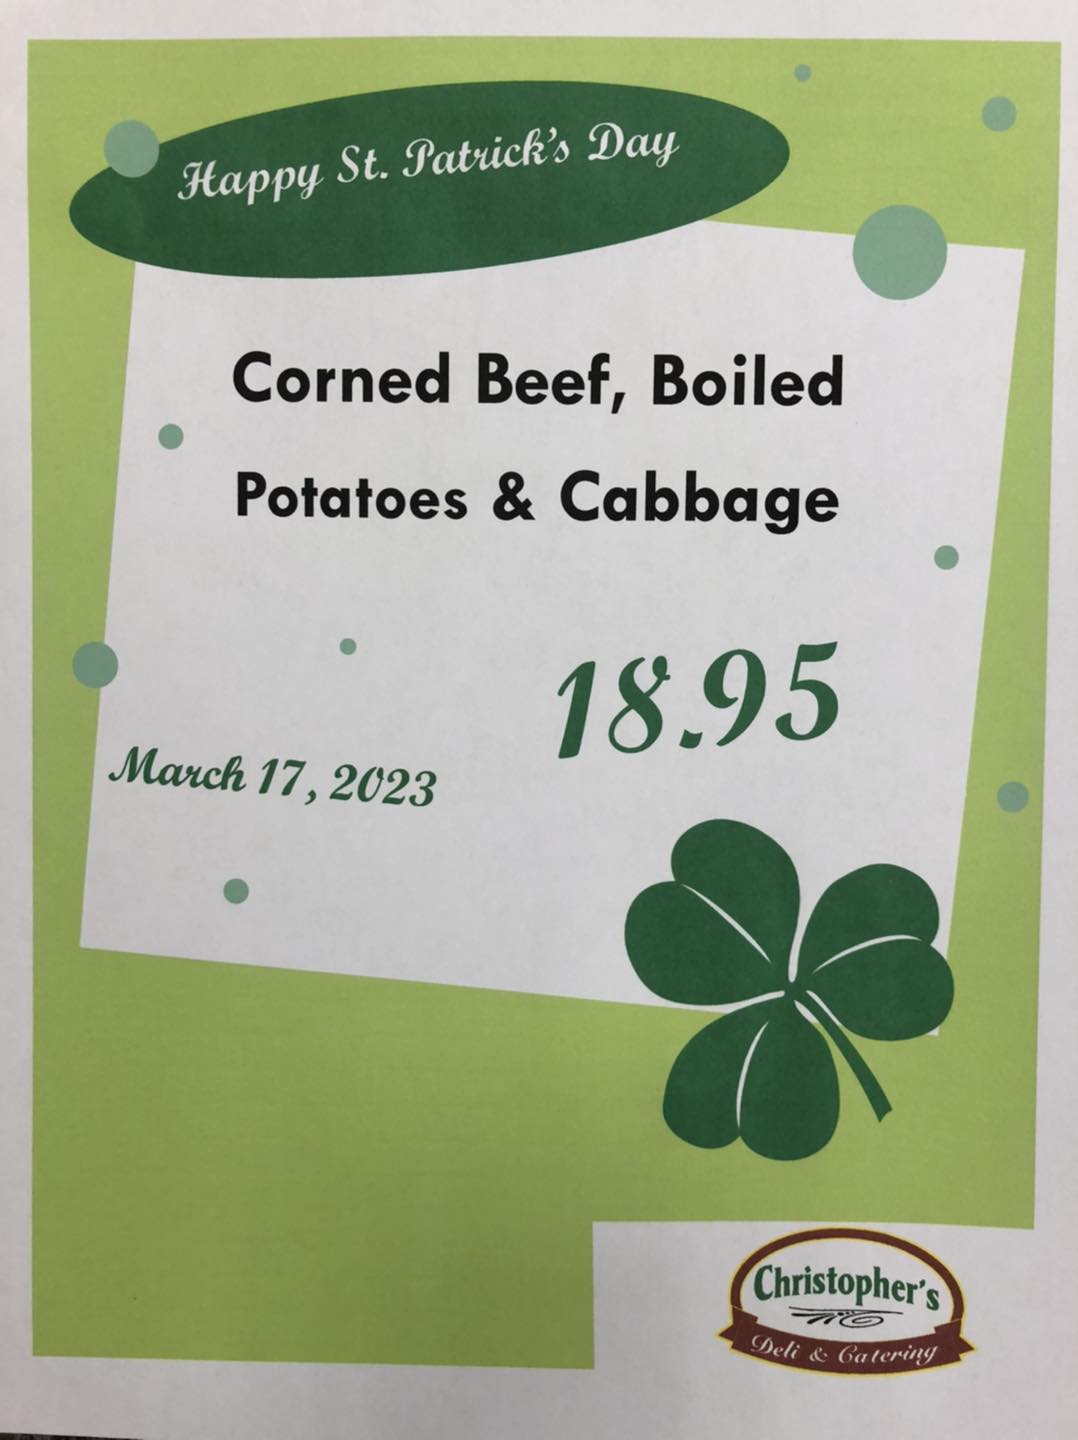 Happy St. Patrick's Day
Corned Beef, Boiled
Potatoes & Cabbage
18.95
March 17, 2023
Christopher's
Deli & Catering